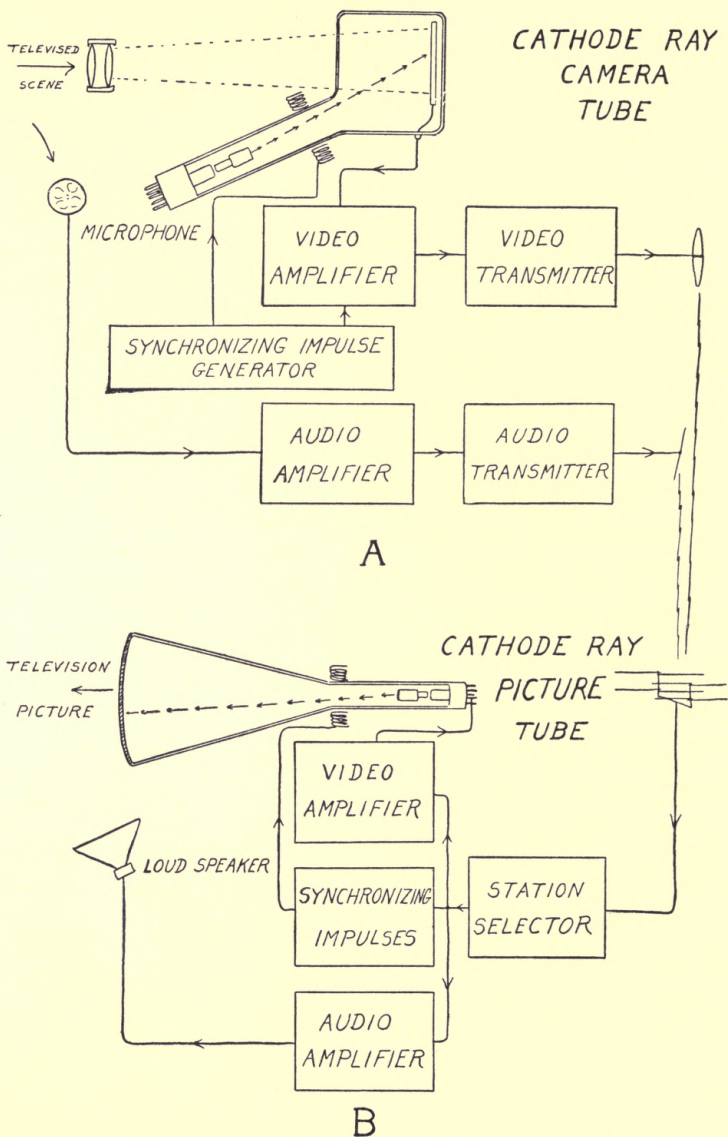 TELEVISED
SCENE
CATHODE RAY
CAMERA
TUBE
MICROPHONE
VIDEO
AMPLIFIER
VIDEO
TRANSMITTER
SYNCHRONIZING IMPULSE
GENERATOR
AUDIO
AMPLIFIER
AUDIO
TRANSMITTER
A
TELEVISION
PICTURE
CATHODE RAY
PICTURE
TUBE
VIDEO
AMPLIFIER
LOUD SPEAKER
SYNCHRONIZING
IMPULSES
STATION
SELECTOR
AUDIO
AMPLIFIER
B